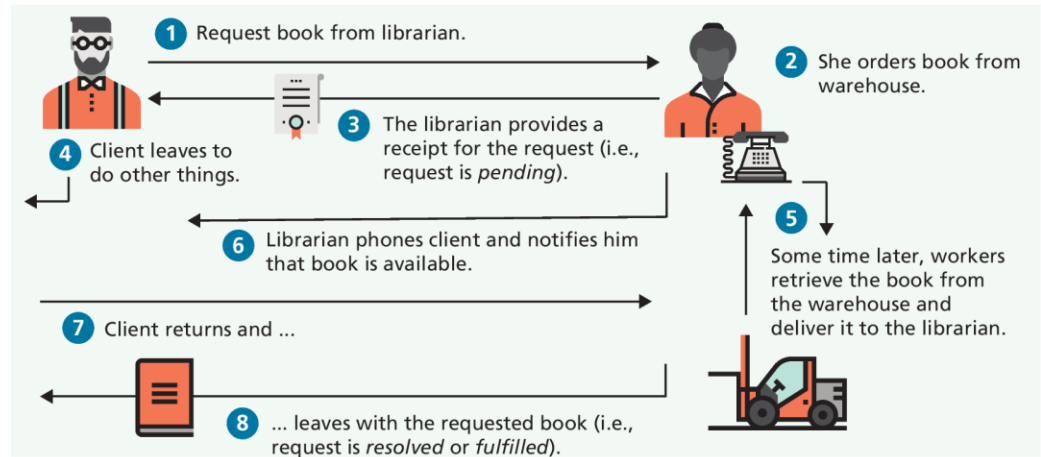 1 Request book from librarian.
2 She orders book from
warehouse.
3 The librarian provides a
receipt for the request (i.e.,
request is pending).
4 Client leaves to
do other things.
5
Some time later, workers
retrieve the book from
the warehouse and
deliver it to the librarian.
6 Librarian phones client and notifies him
that book is available.
7 Client returns and ...
8 ... leaves with the requested book (i.e.,
request is resolved or fulfilled).